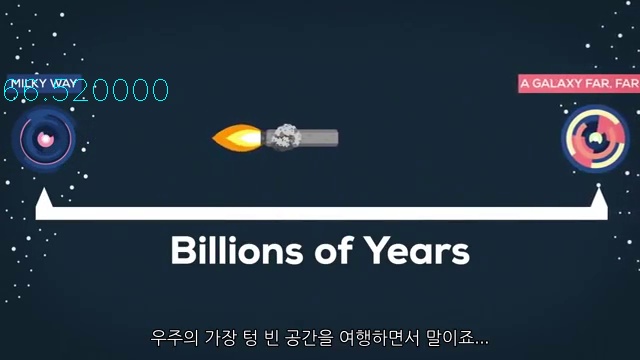 MILKY WAY
66.520000
A GALAXY FAR, FAR
Billions of Years
우주의 가장 텅 빈 공간을 여행하면서 말이죠...